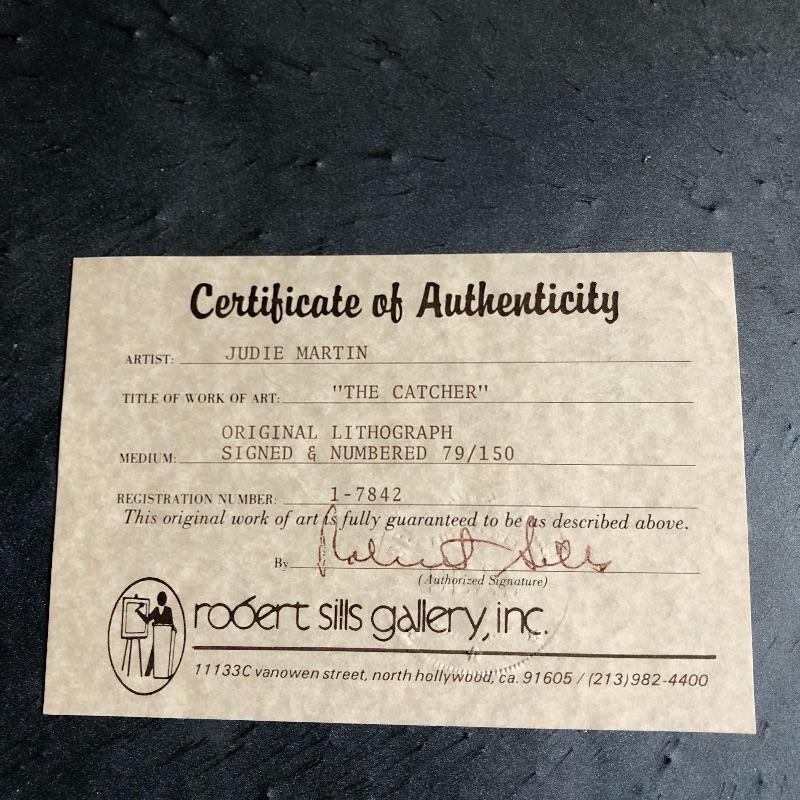 Certificate of Authenticity
ARTIST: JUDIE MARTIN
TITLE OF WORK OF ART: "THE CATCHER"
ORIGINAL LITHOGRAPH
MEDIUM: SIGNED & NUMBERED 79/150
REGISTRATION NUMBER: 1-7842
This original work of art is fully guaranteed to be as described above.
By Robert Sills
(Authorized Signature)
robert sills gallery, inc.
11133C vanowen street, north hollywood, ca. 91605 / (213) 982-4400